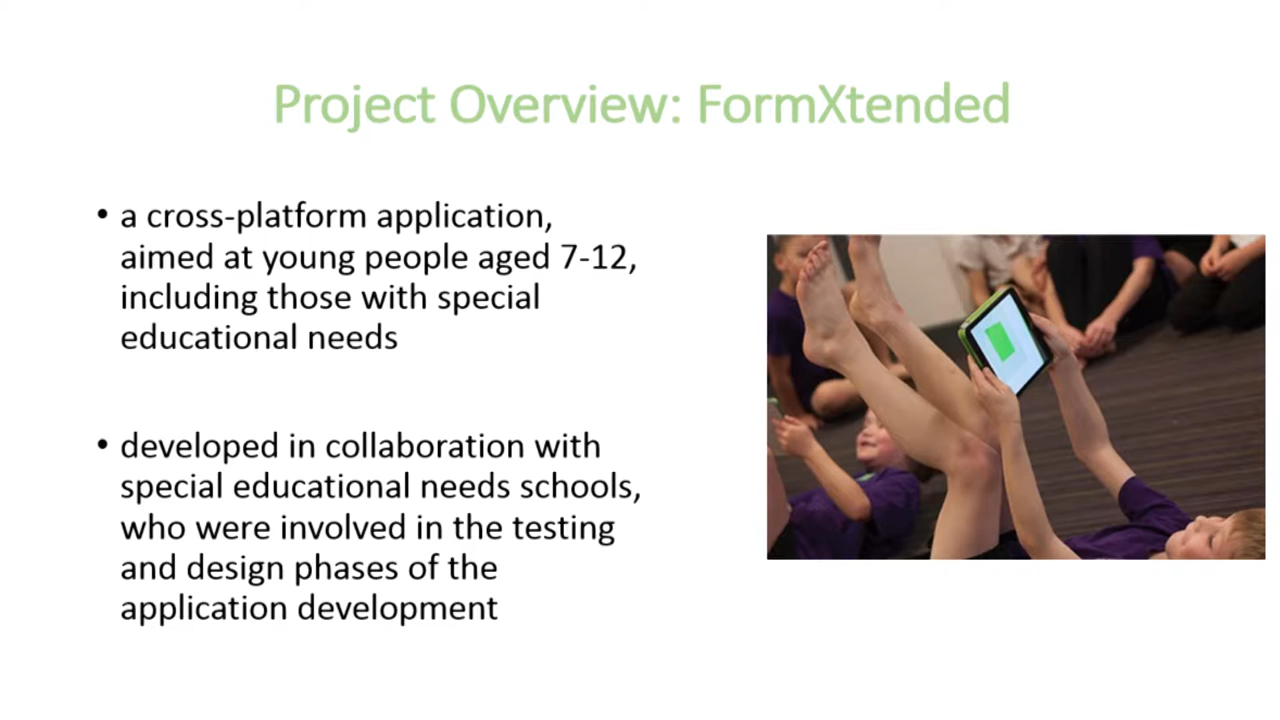 Project Overview: FormXtended
• a cross-platform application,
aimed at young people aged 7-12,
including those with special
educational needs
• developed in collaboration with
special educational needs schools,
who were involved in the testing
and design phases of the
application development